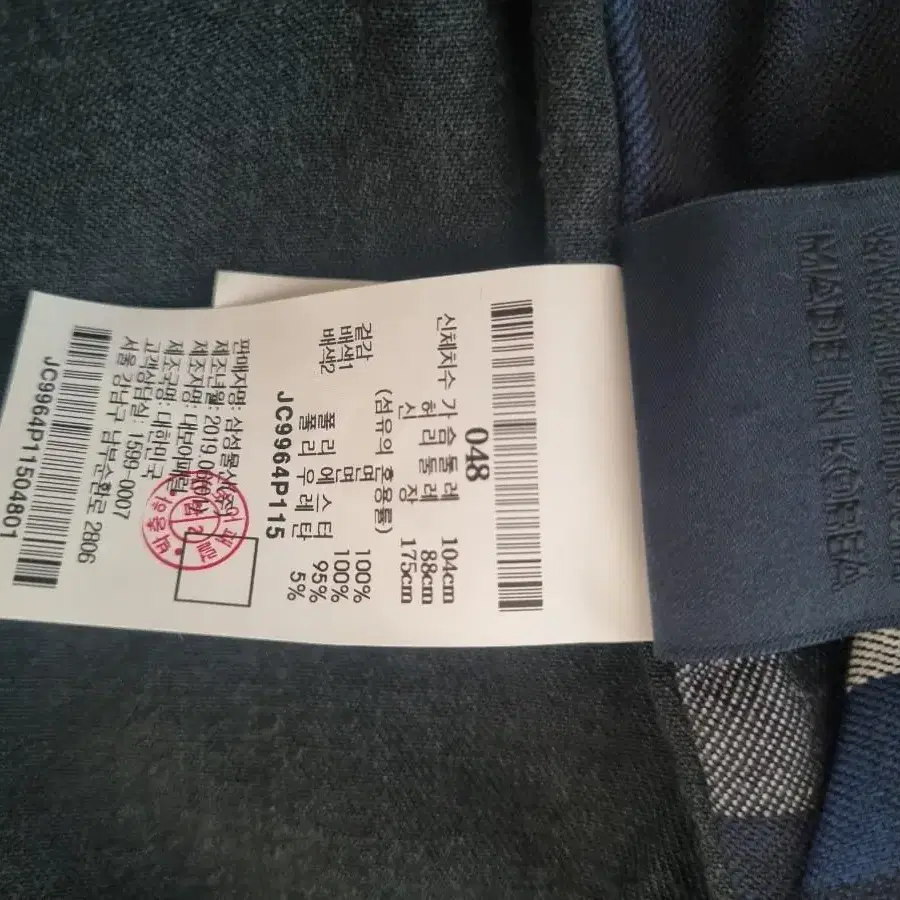 048
신체치수 가슴둘레 104cm
허리둘레 88cm
신장 175cm
(섬유의 혼용률)
겉감 면 100%
배색1 면 100%
배색2 폴리에스터 95%
폴리우레탄 5%
JC9964P115
판매자명: 삼성물산(주)
제조년월: 2019.06
제조자명: 대보어패럴
제조국명: 대한민국
고객상담실: 1599-0007
서울 강남구 남부순환로 2806
JC9964P11504801
MADE IN KOREA